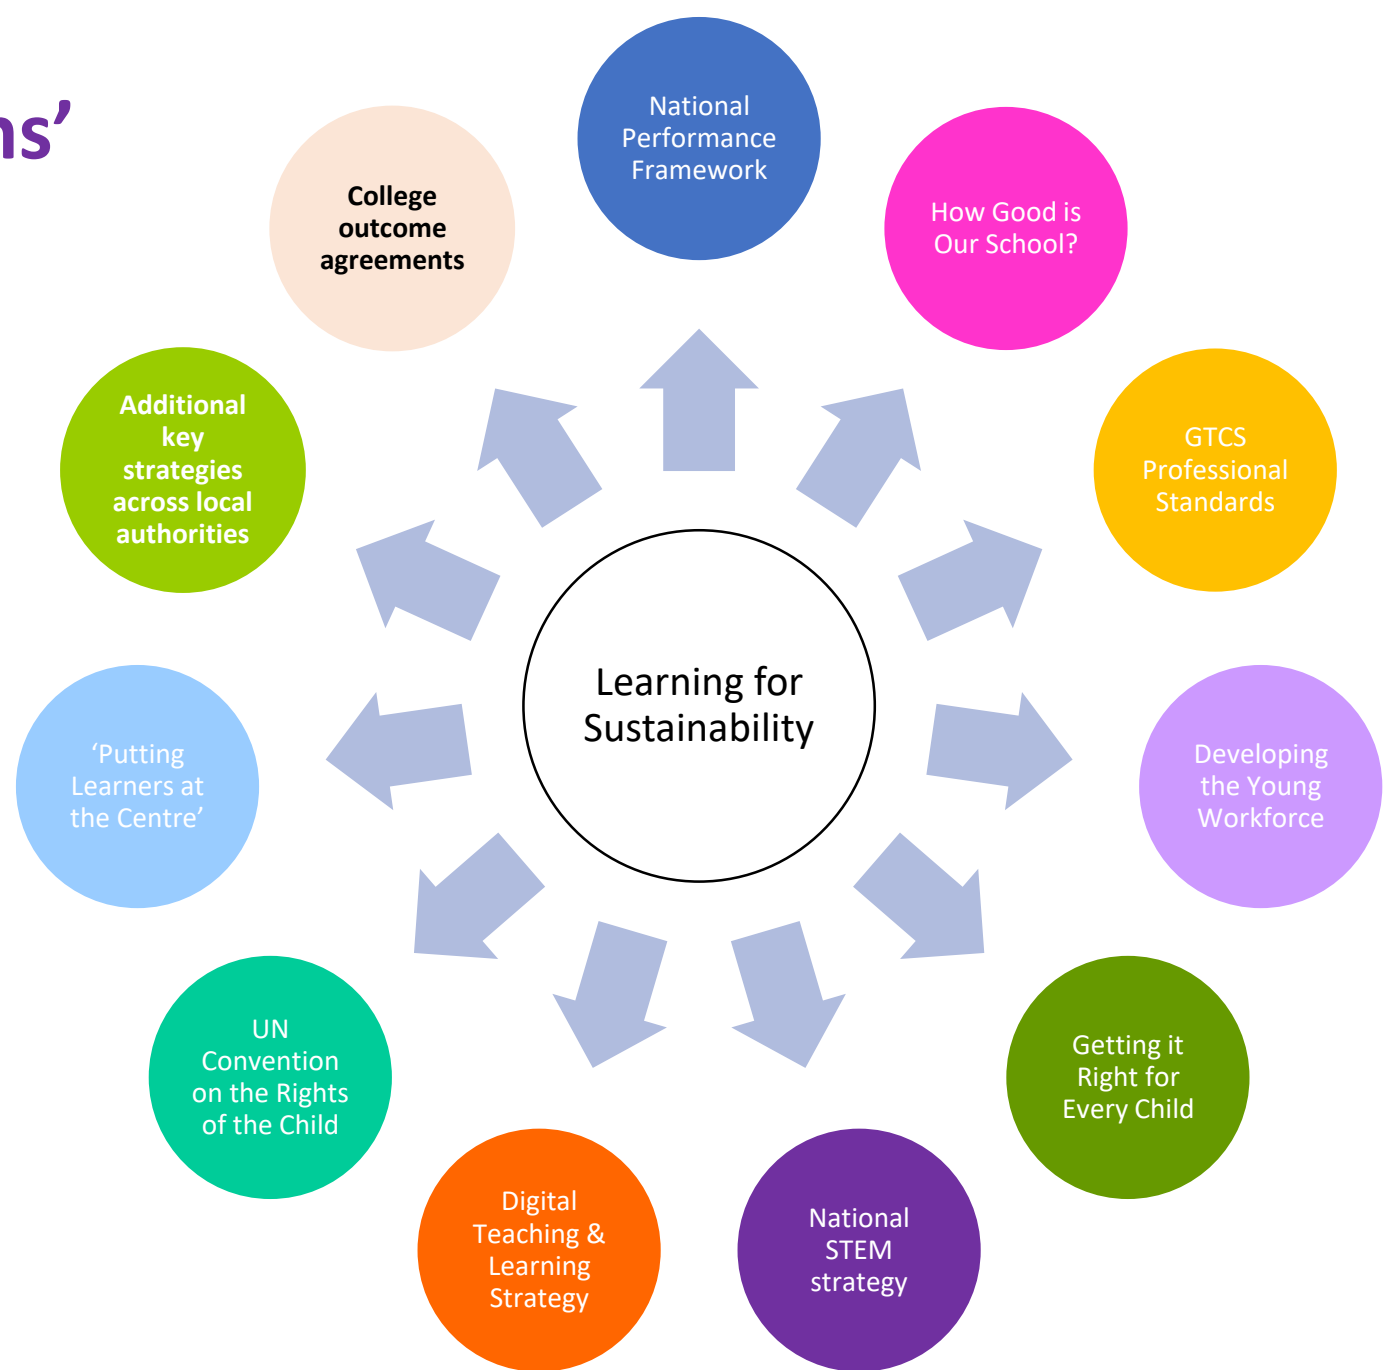 ns’
National
Performance
Framework
How Good is
Our School?
GTCS
Professional
Standards
Developing
the Young
Workforce
Getting it
Right for
Every Child
National
STEM
strategy
Digital
Teaching &
Learning
Strategy
UN
Convention
on the Rights
of the Child
‘Putting
Learners at
the Centre’
Additional
key
strategies
across local
authorities
College
outcome
agreements
Learning for
Sustainability